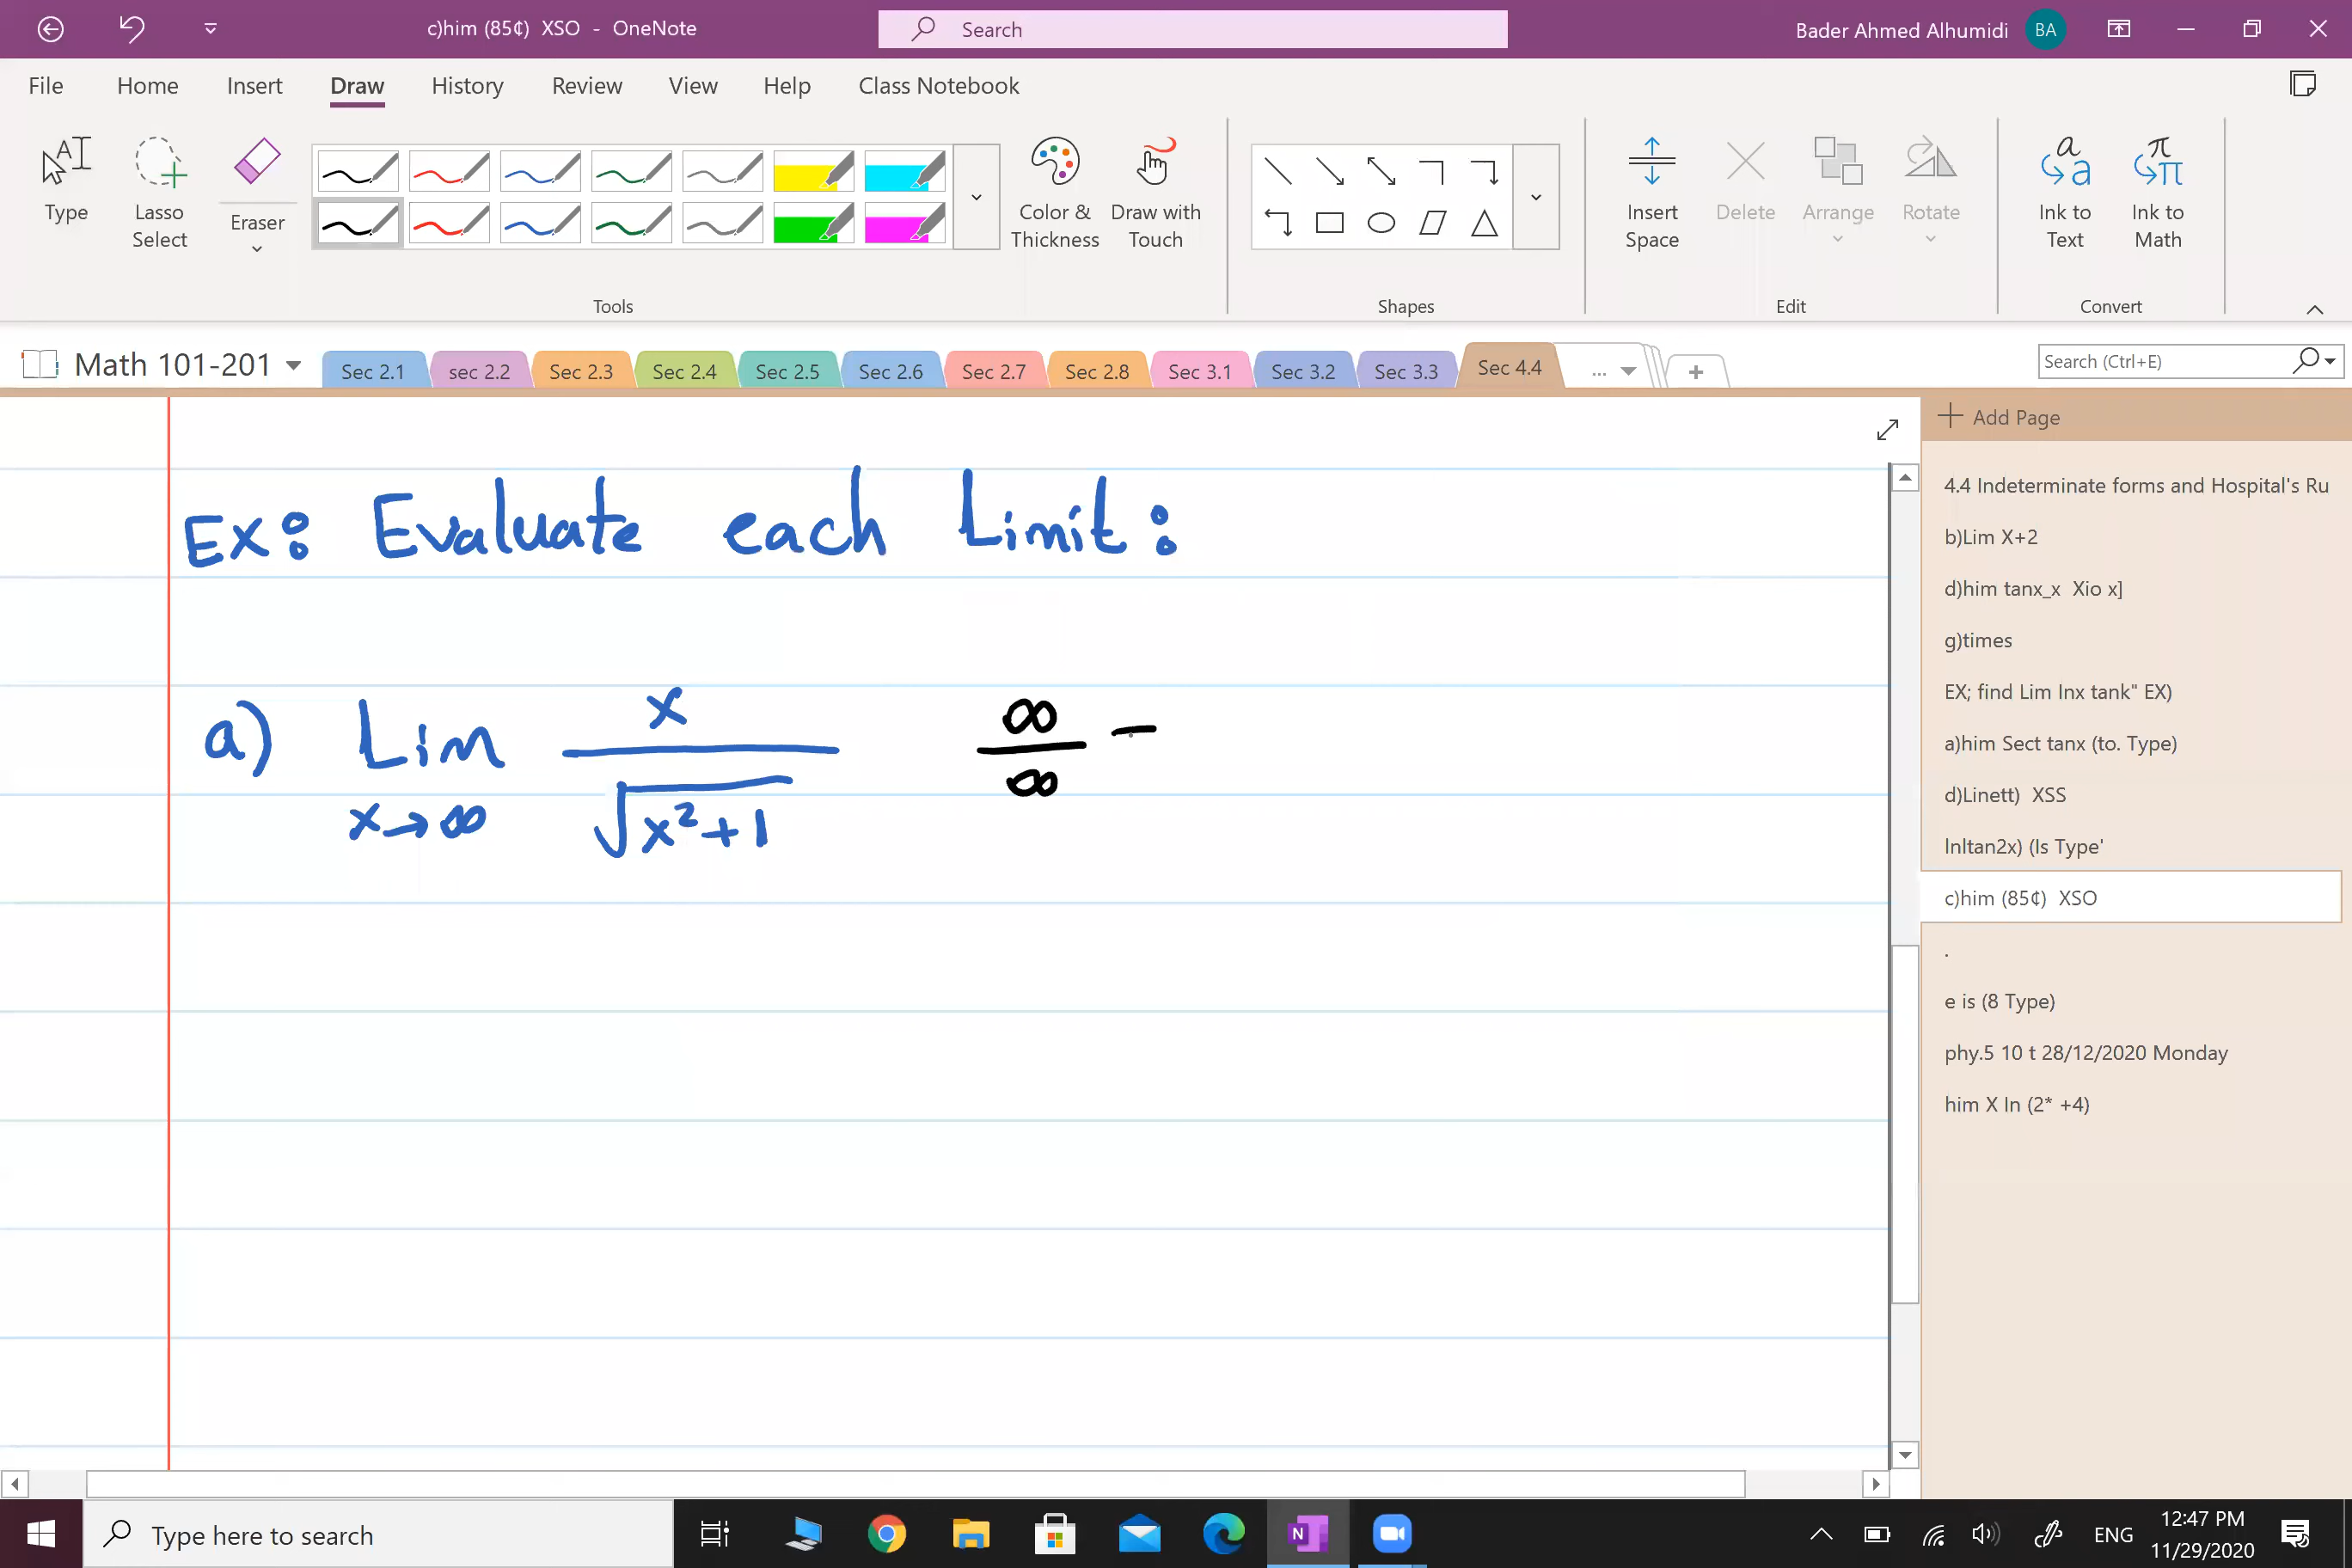 c)him (85¢) XSO - OneNote
Search
Bader Ahmed Alhumidi
BA
File Home Insert Draw History Review View Help Class Notebook
Type
Lasso Select
Eraser
Color & Thickness
Draw with Touch
Insert Space
Delete
Arrange
Rotate
Ink to Text
Ink to Math
Tools
Shapes
Edit
Convert
Math 101-201
Sec 2.1
sec 2.2
Sec 2.3
Sec 2.4
Sec 2.5
Sec 2.6
Sec 2.7
Sec 2.8
Sec 3.1
Sec 3.2
Sec 3.3
Sec 4.4
...
+
Search (Ctrl+E)
EX: Evaluate each Limit:
a) Lim x→∞ x / √x²+1 ∞/∞ −
Add Page
4.4 Indeterminate forms and Hospital's Ru
b)Lim X+2
d)him tanx_x Xio x]
g)times
EX; find Lim Inx tank" EX)
a)him Sect tanx (to. Type)
d)Linett) XSS
lnltan2x) (ls Type'
c)him (85¢) XSO
.
e is (8 Type)
phy.5 10 t 28/12/2020 Monday
him X In (2* +4)
Type here to search
ENG
12:47 PM
11/29/2020